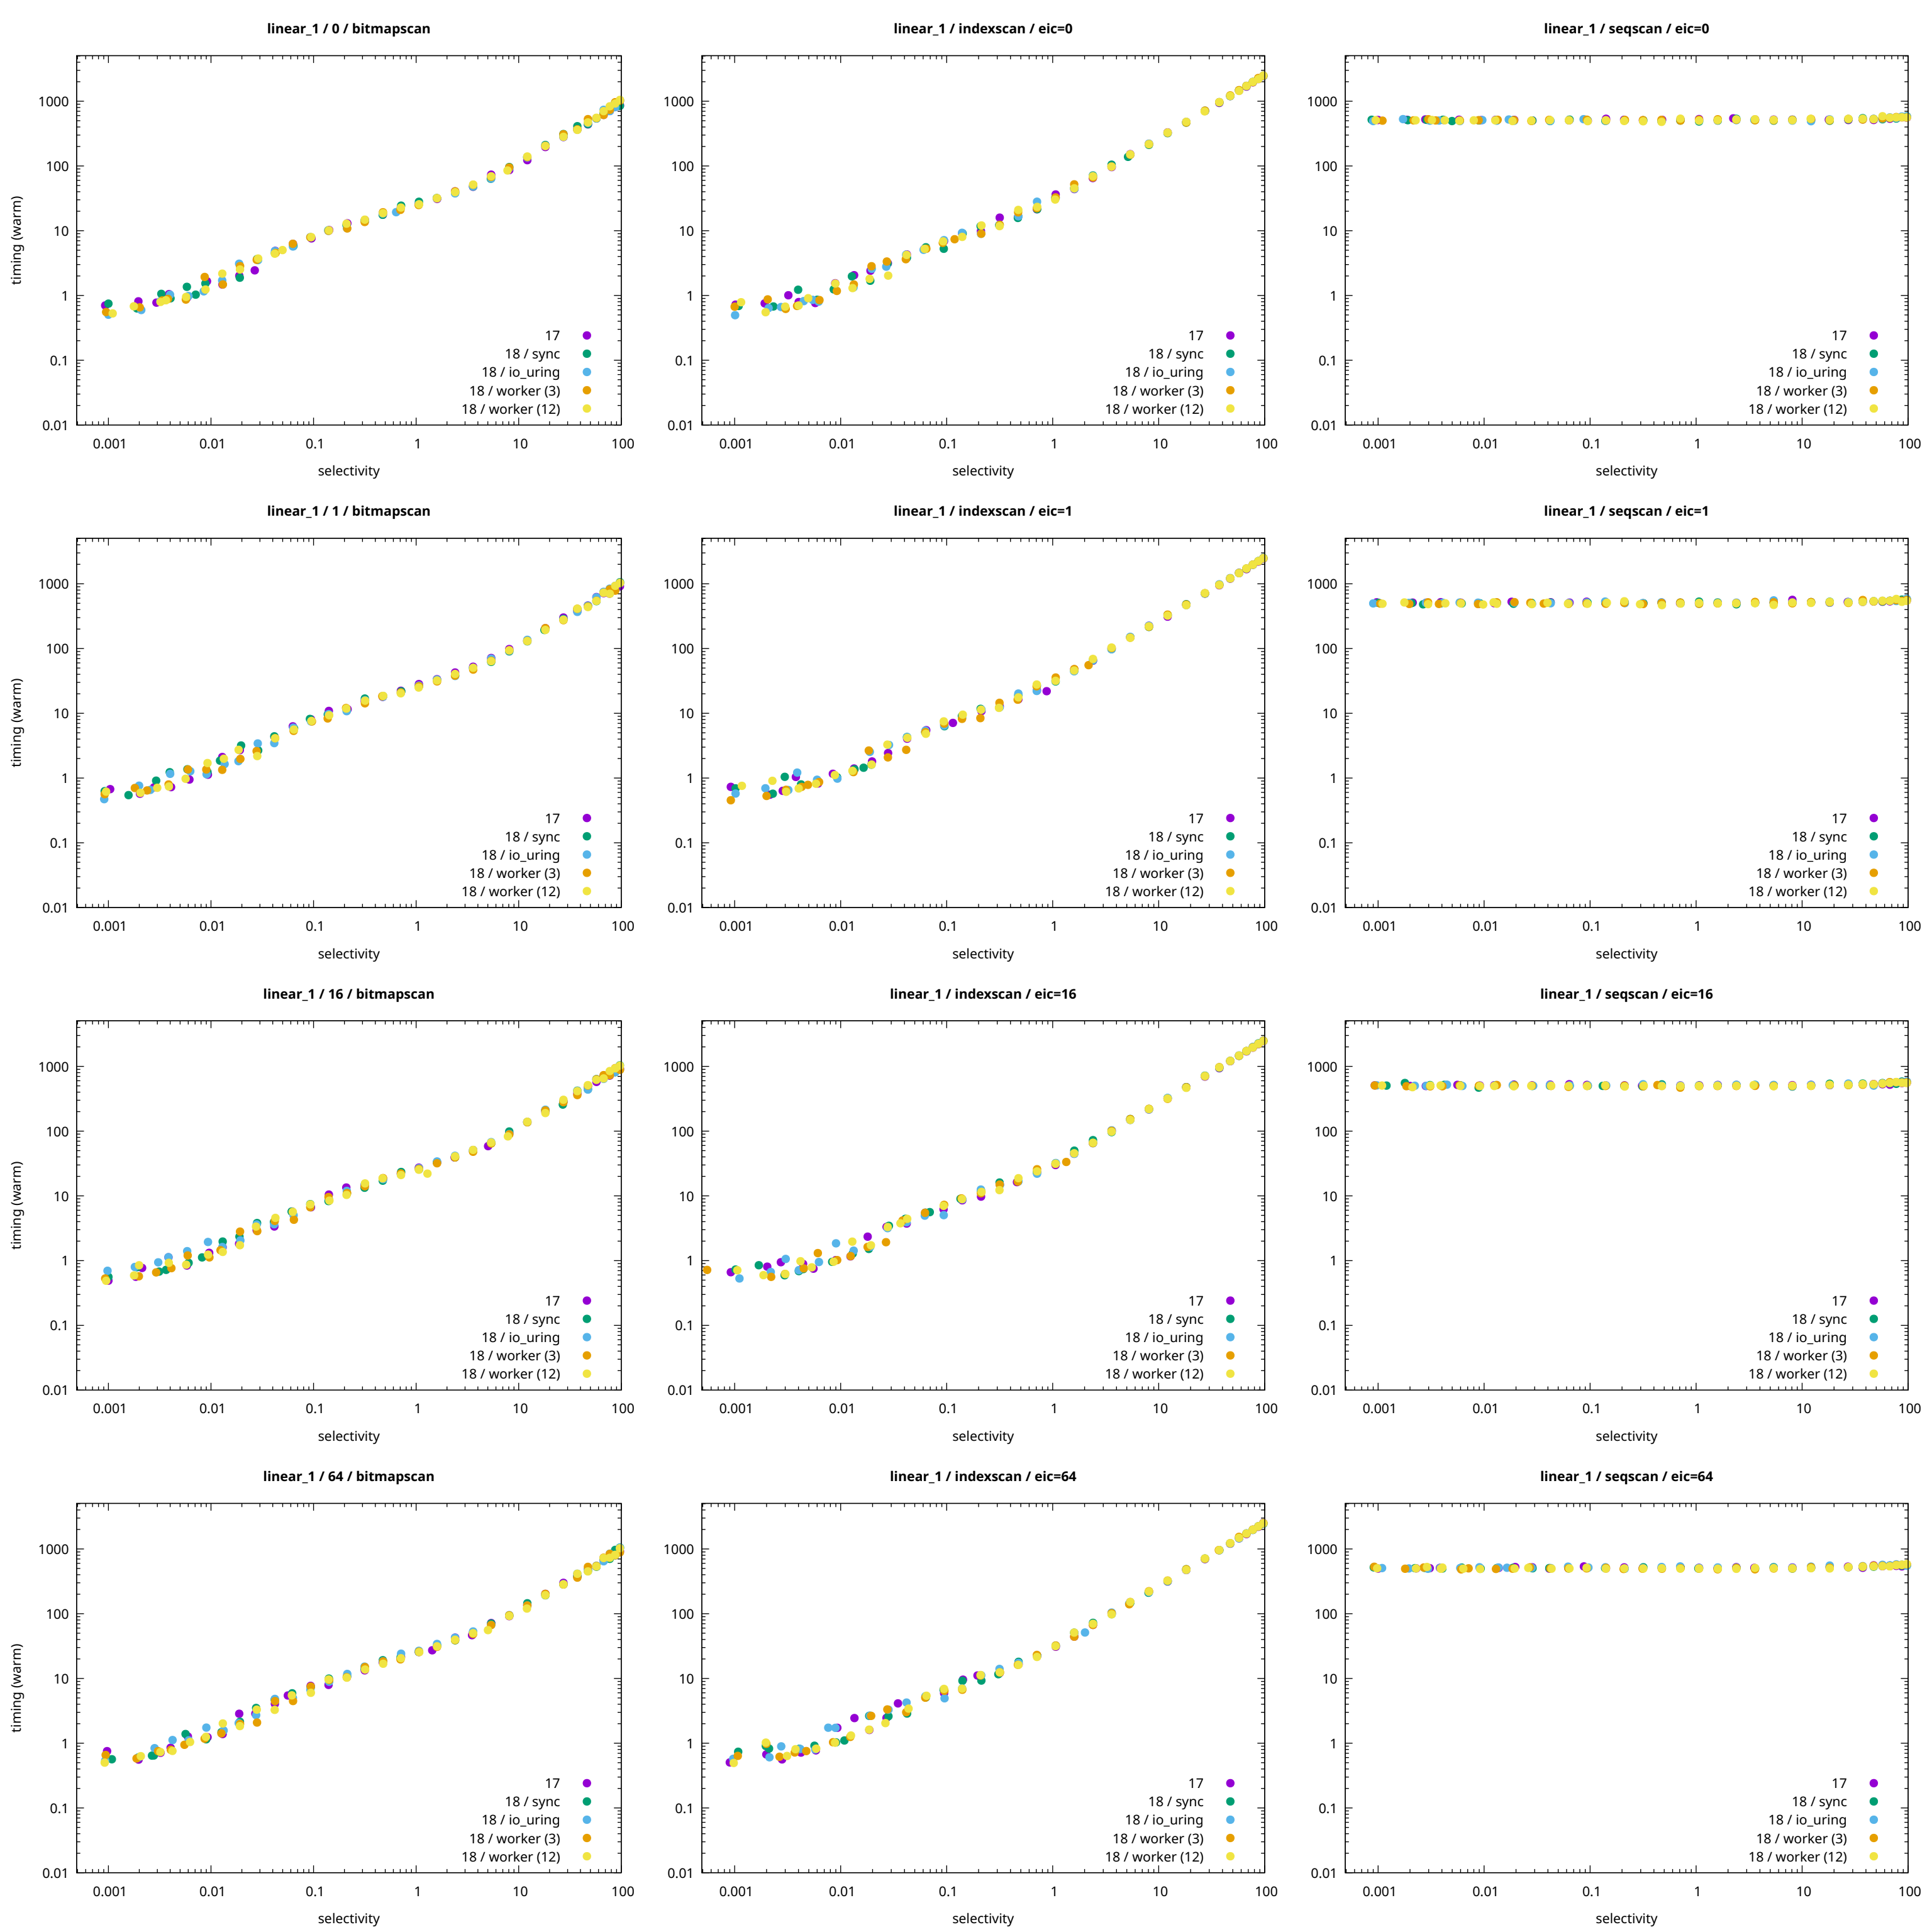 linear_1 / 0 / bitmapscan
timing (warm)
1000
100
10
1
0.1
0.01
17
18 / sync
18 / io_uring
18 / worker (3)
18 / worker (12)
0.001 0.01 0.1 1 10 100
selectivity
linear_1 / indexscan / eic=0
1000
100
10
1
0.1
0.01
17
18 / sync
18 / io_uring
18 / worker (3)
18 / worker (12)
0.001 0.01 0.1 1 10 100
selectivity
linear_1 / seqscan / eic=0
1000
100
10
1
0.1
0.01
17
18 / sync
18 / io_uring
18 / worker (3)
18 / worker (12)
0.001 0.01 0.1 1 10 100
selectivity
linear_1 / 1 / bitmapscan
timing (warm)
1000
100
10
1
0.1
0.01
17
18 / sync
18 / io_uring
18 / worker (3)
18 / worker (12)
0.001 0.01 0.1 1 10 100
selectivity
linear_1 / indexscan / eic=1
1000
100
10
1
0.1
0.01
17
18 / sync
18 / io_uring
18 / worker (3)
18 / worker (12)
0.001 0.01 0.1 1 10 100
selectivity
linear_1 / seqscan / eic=1
1000
100
10
1
0.1
0.01
17
18 / sync
18 / io_uring
18 / worker (3)
18 / worker (12)
0.001 0.01 0.1 1 10 100
selectivity
linear_1 / 16 / bitmapscan
timing (warm)
1000
100
10
1
0.1
0.01
17
18 / sync
18 / io_uring
18 / worker (3)
18 / worker (12)
0.001 0.01 0.1 1 10 100
selectivity
linear_1 / indexscan / eic=16
1000
100
10
1
0.1
0.01
17
18 / sync
18 / io_uring
18 / worker (3)
18 / worker (12)
0.001 0.01 0.1 1 10 100
selectivity
linear_1 / seqscan / eic=16
1000
100
10
1
0.1
0.01
17
18 / sync
18 / io_uring
18 / worker (3)
18 / worker (12)
0.001 0.01 0.1 1 10 100
selectivity
linear_1 / 64 / bitmapscan
timing (warm)
1000
100
10
1
0.1
0.01
17
18 / sync
18 / io_uring
18 / worker (3)
18 / worker (12)
0.001 0.01 0.1 1 10 100
selectivity
linear_1 / indexscan / eic=64
1000
100
10
1
0.1
0.01
17
18 / sync
18 / io_uring
18 / worker (3)
18 / worker (12)
0.001 0.01 0.1 1 10 100
selectivity
linear_1 / seqscan / eic=64
1000
100
10
1
0.1
0.01
17
18 / sync
18 / io_uring
18 / worker (3)
18 / worker (12)
0.001 0.01 0.1 1 10 100
selectivity